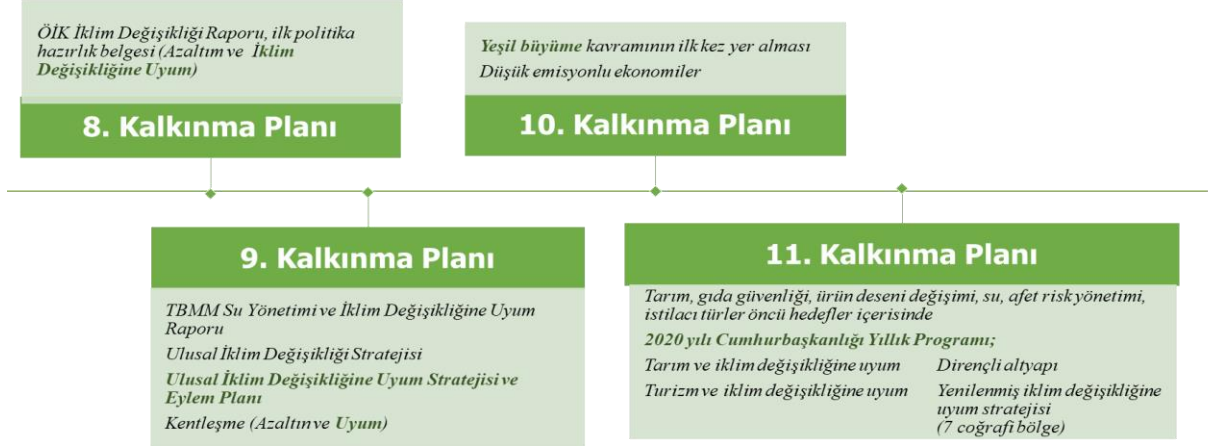 ÖİK İklim Değişikliği Raporu, ilk politika
hazırlık belgesi (Azaltım ve İklim
Değişikliğine Uyum)
8. Kalkınma Planı
Yeşil büyüme kavramının ilk kez yer alması
Düşük emisyonlu ekonomiler
10. Kalkınma Planı
9. Kalkınma Planı
TBMM Su Yönetimi ve İklim Değişikliğine Uyum
Raporu
Ulusal İklim Değişikliği Stratejisi
Ulusal İklim Değişikliğine Uyum Stratejisi ve
Eylem Planı
Kentleşme (Azaltın ve Uyum)
11. Kalkınma Planı
Tarım, gıda güvenliği, ürün deseni değişimi, su, afet risk yönetimi,
istilacı türler öncü hedefler içerisinde
2020 yılı Cumhurbaşkanlığı Yıllık Programı;
Tarım ve iklim değişikliğine uyum
Turizm ve iklim değişikliğine uyum
Dirençli altyapı
Yenilenmiş iklim değişikliğine
uyum stratejisi
(7 coğrafi bölge)